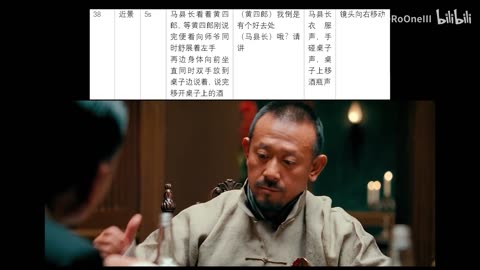 38
近景
5s
马县长看着黄四郎，等黄四郎刚说完便看向师爷同时舒展着左手
再边身体向前坐直同时双手放到桌子边说着，说完移开桌子上的酒
（黄四郎）我倒是有个好去处
（马县长）哦？请讲
马县长衣服声，手碰桌子声，桌子上移酒瓶声
镜头向右移动
RoOneIII
bilibili